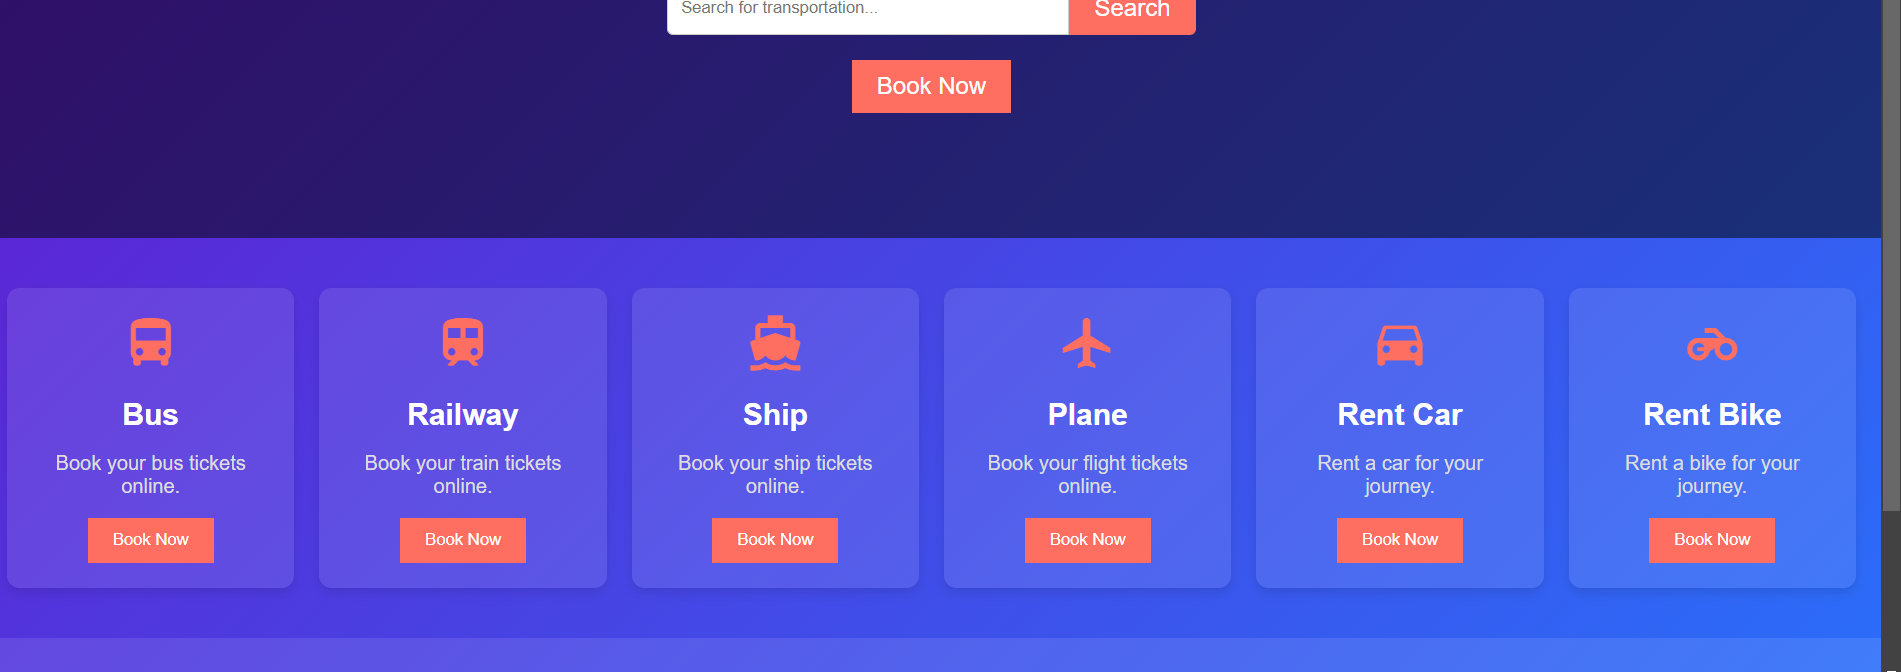 Search for transportation...
Search
Book Now
Bus
Book your bus tickets
online.
Book Now
Railway
Book your train tickets
online.
Book Now
Ship
Book your ship tickets
online.
Book Now
Plane
Book your flight tickets
online.
Book Now
Rent Car
Rent a car for your
journey.
Book Now
Rent Bike
Rent a bike for your
journey.
Book Now